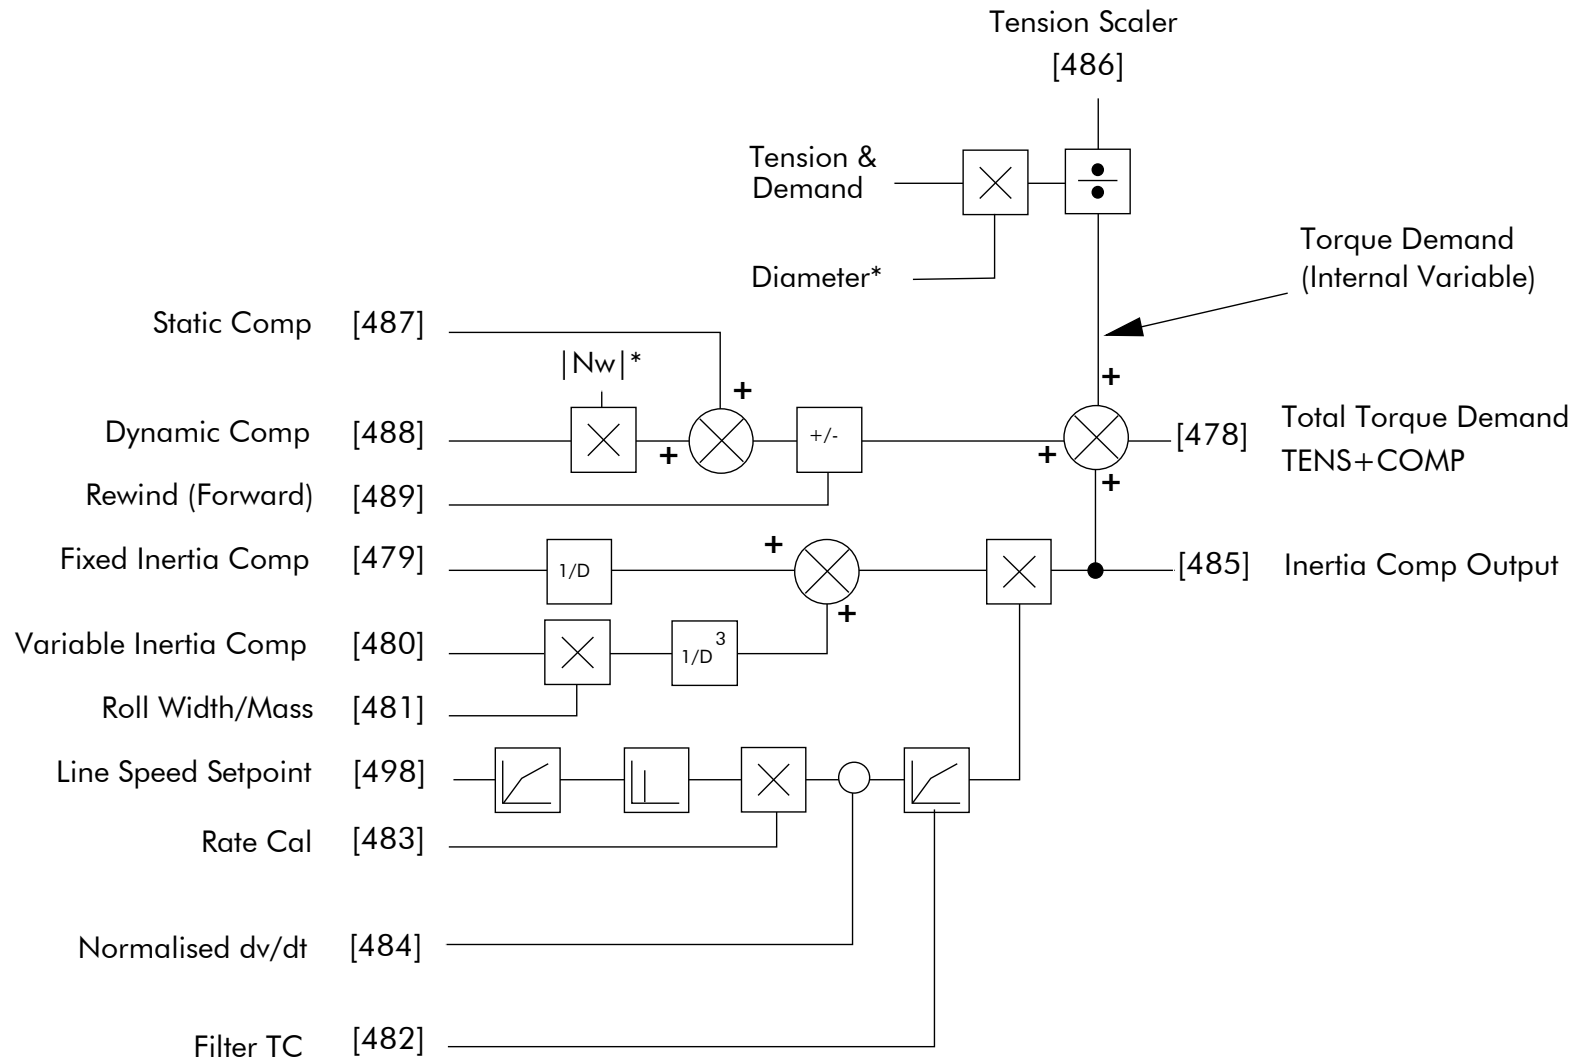 Tension Scaler
[486]
Tension &
Demand
Diameter*
Torque Demand
(Internal Variable)
Static Comp [487]
|Nw|*
+
+
Dynamic Comp [488]
+
+/-
+
+
[478] Total Torque Demand
TENS+COMP
Rewind (Forward) [489]
Fixed Inertia Comp [479]
1/D
+
+
[485] Inertia Comp Output
Variable Inertia Comp [480]
1/D 3
Roll Width/Mass [481]
Line Speed Setpoint [498]
Rate Cal [483]
Normalised dv/dt [484]
Filter TC [482]